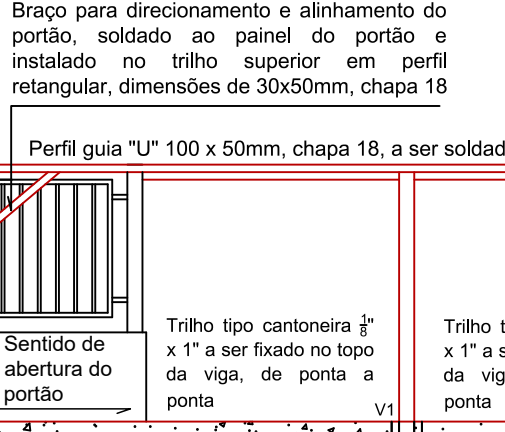 Braço para direcionamento e alinhamento do
portão, soldado ao painel do portão e
instalado no trilho superior em perfil
retangular, dimensões de 30x50mm, chapa 18
Perfil guia "U" 100 x 50mm, chapa 18, a ser soldad
Sentido de
abertura do
portão
Trilho tipo cantoneira 1/8"
x 1" a ser fixado no topo
da viga, de ponta a
ponta
V1
Trilho t
x 1" a s
da vig
ponta